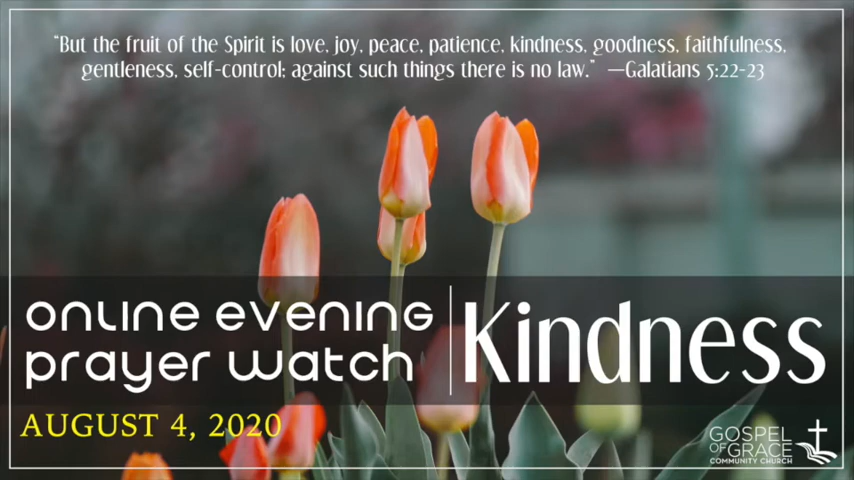 “But the fruit of the Spirit is love, joy, peace, patience, kindness, goodness, faithfulness,
gentleness, self-control; against such things there is no law.” —Galatians 5:22-23
online evening
prayer watch
Kindness
AUGUST 4, 2020
GOSPEL
OF GRACE
COMMUNITY CHURCH